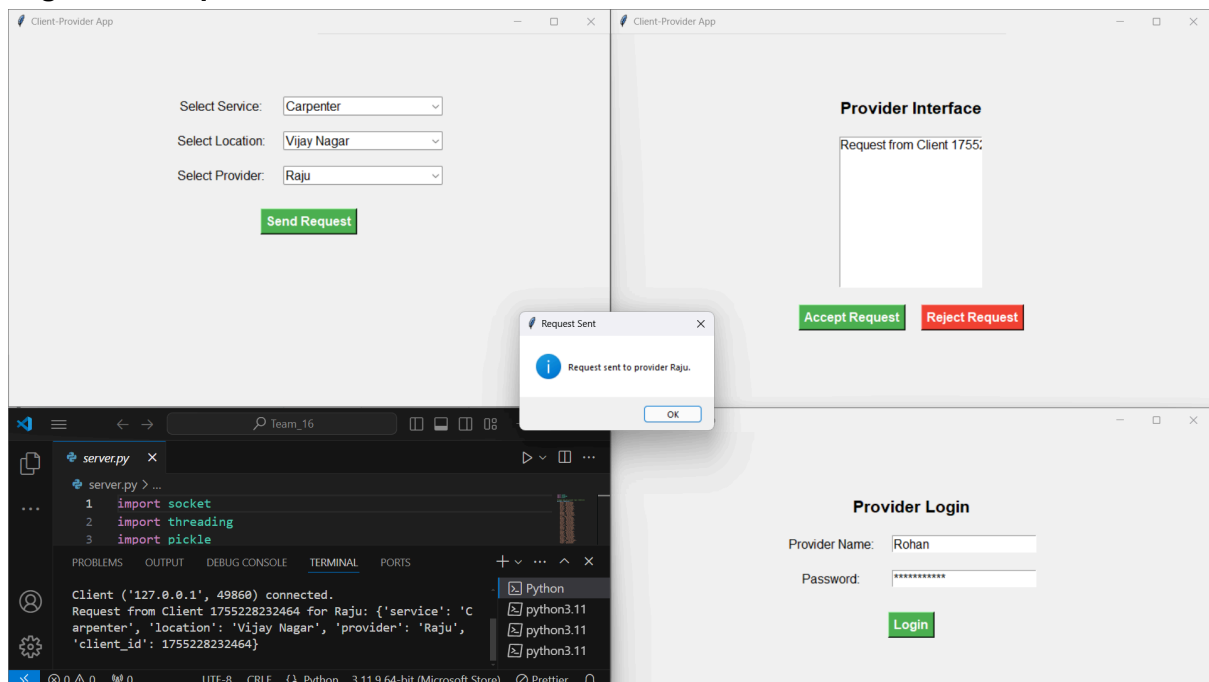 Client-Provider App
Select Service: Carpenter
Select Location: Vijay Nagar
Select Provider: Raju
Send Request
Client-Provider App
Provider Interface
Request from Client 1755
Accept Request Reject Request
Request Sent
Request sent to provider Raju.
OK
Team_16
server.py
server.py > ...
1 import socket
2 import threading
3 import pickle
PROBLEMS OUTPUT DEBUG CONSOLE TERMINAL PORTS
Client ('127.0.0.1', 49860) connected.
Request from Client 1755228232464 for Raju: {'service': 'C
arpenter', 'location': 'Vijay Nagar', 'provider': 'Raju',
'client_id': 1755228232464}
Python
python3.11
python3.11
python3.11
0 0 0 UTF-8 CRLF {} Python 3.11.9 64-bit (Microsoft Store) Prettier
Provider Login
Provider Name: Rohan
Password: ***********
Login